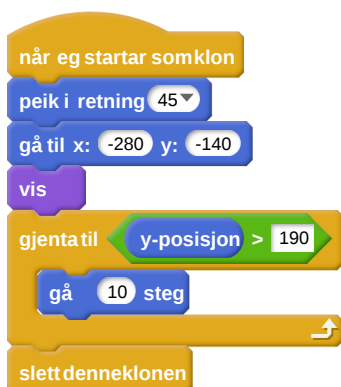 når eg startar som klon
peik i retning 45
gå til x: -280 y: -140
vis
gjenta til y-posisjon > 190
gå 10 steg
slett denne klonen